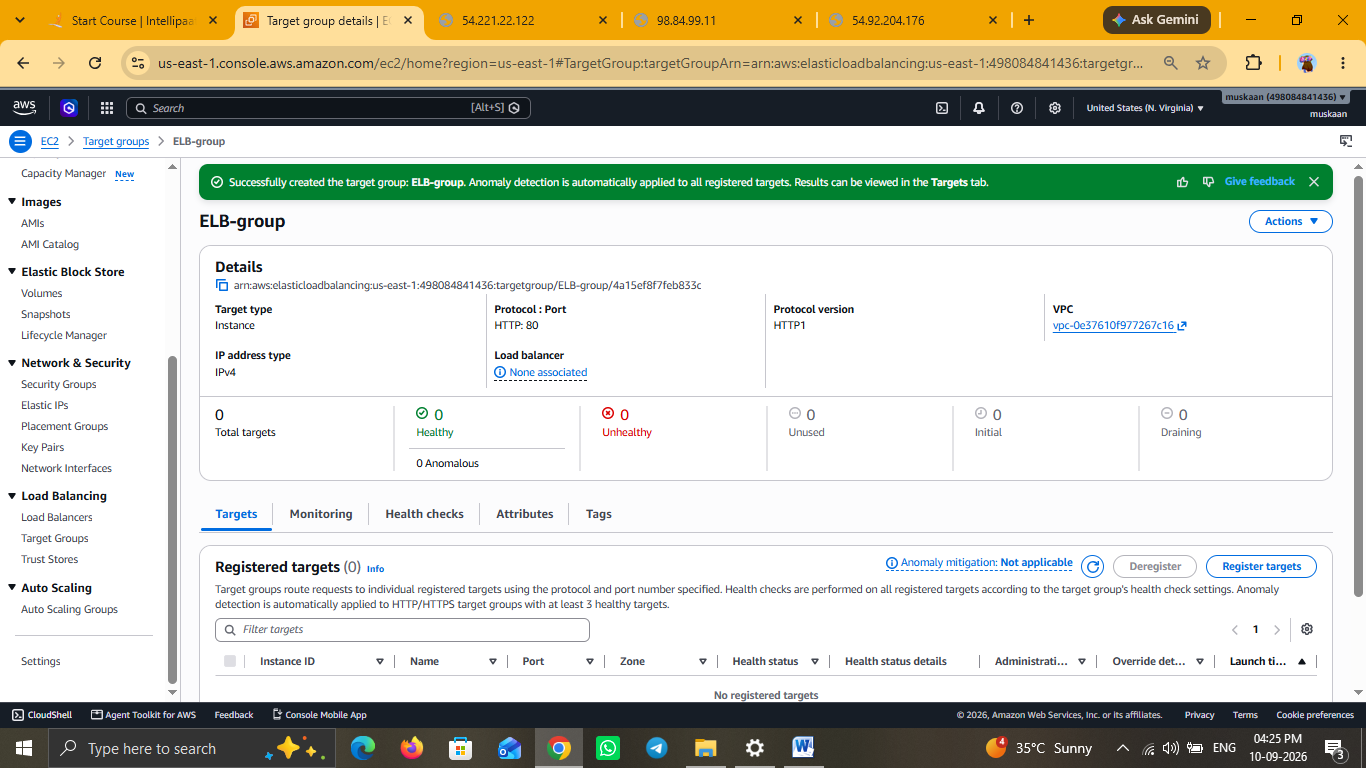 Start Course | Intellipaa
Target group details | E
54.221.22.122
98.84.99.11
54.92.204.176
Ask Gemini
us-east-1.console.aws.amazon.com/ec2/home?region=us-east-1#TargetGroup:targetGroupArn=arn:aws:elasticloadbalancing:us-east-1:498084841436:targetgr...
aws
Search
[Alt+S]
United States (N. Virginia)
muskaan (498084841436)
muskaan
EC2
Target groups
ELB-group
Capacity Manager New
Images
AMIs
AMI Catalog
Elastic Block Store
Volumes
Snapshots
Lifecycle Manager
Network & Security
Security Groups
Elastic IPs
Placement Groups
Key Pairs
Network Interfaces
Load Balancing
Load Balancers
Target Groups
Trust Stores
Auto Scaling
Auto Scaling Groups
Settings
Successfully created the target group: ELB-group. Anomaly detection is automatically applied to all registered targets. Results can be viewed in the Targets tab.
Give feedback
ELB-group
Actions
Details
arn:aws:elasticloadbalancing:us-east-1:498084841436:targetgroup/ELB-group/4a15ef8f7feb833c
Target type
Instance
Protocol : Port
HTTP: 80
Protocol version
HTTP1
VPC
vpc-0e37610f977267c16
IP address type
IPv4
Load balancer
None associated
0
Total targets
0
Healthy
0 Anomalous
0
Unhealthy
0
Unused
0
Initial
0
Draining
Targets
Monitoring
Health checks
Attributes
Tags
Registered targets (0) Info
Anomaly mitigation: Not applicable
Deregister
Register targets
Target groups route requests to individual registered targets using the protocol and port number specified. Health checks are performed on all registered targets according to the target group's health check settings. Anomaly
detection is automatically applied to HTTP/HTTPS target groups with at least 3 healthy targets.
Filter targets
1
Instance ID
Name
Port
Zone
Health status
Health status details
Administrati...
Override det...
Launch ti...
No registered targets
CloudShell
Agent Toolkit for AWS
Feedback
Console Mobile App
© 2026, Amazon Web Services, Inc. or its affiliates.
Privacy
Terms
Cookie preferences
Type here to search
4
35°C Sunny
ENG
04:25 PM
10-09-2026
3